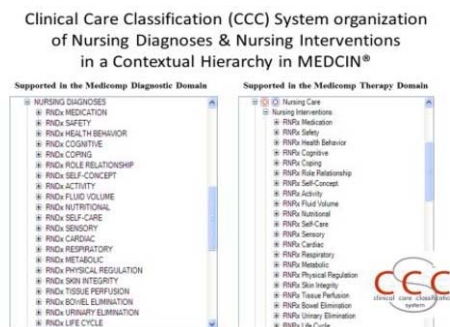 Clinical Care Classification (CCC) System organization
of Nursing Diagnoses & Nursing Interventions
in a Contextual Hierarchy in MEDCIN®
Supported in the Medicomp Diagnostic Domain
NURSING DIAGNOSES
RNDx MEDICATION
RNDx SAFETY
RNDx HEALTH BEHAVIOR
RNDx COGNITIVE
RNDx COPING
RNDx ROLE RELATIONSHIP
RNDx SELF-CONCEPT
RNDx ACTIVITY
RNDx FLUID VOLUME
RNDx NUTRITIONAL
RNDx SELF-CARE
RNDx SENSORY
RNDx CARDIAC
RNDx RESPIRATORY
RNDx METABOLIC
RNDx PHYSICAL REGULATION
RNDx SKIN INTEGRITY
RNDx TISSUE PERFUSION
RNDx BOWEL ELIMINATION
RNDx URINARY ELIMINATION
RNDx LIFE CYCLE
Supported in the Medicomp Therapy Domain
Nursing Care
Nursing Interventions
RNRx Medication
RNRx Safety
RNRx Health Behavior
RNRx Cognitive
RNRx Coping
RNRx Role Relationship
RNRx Self-Concept
RNRx Activity
RNRx Fluid Volume
RNRx Nutritional
RNRx Self-Care
RNRx Sensory
RNRx Cardiac
RNRx Respiratory
RNRx Metabolic
RNRx Physical Regulation
RNRx Skin Integrity
RNRx Tissue Perfusion
RNRx Bowel Elimination
RNRx Urinary Elimination
RNRx Life Cycle
CCC
clinical care classification
system